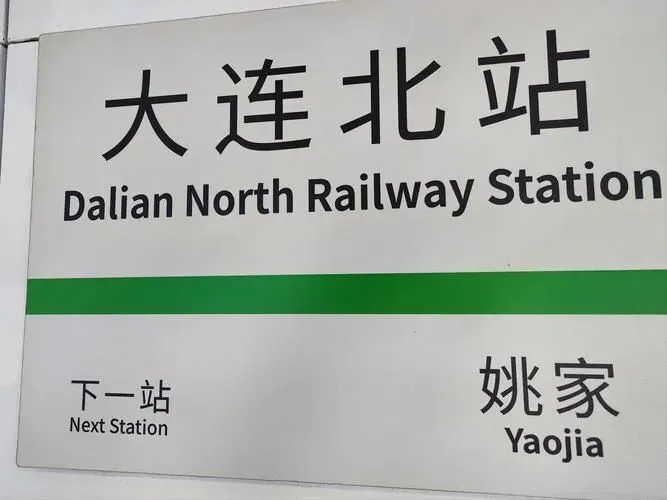 大连北站
Dalian North Railway Station
下一站
Next Station
姚家
Yaojia